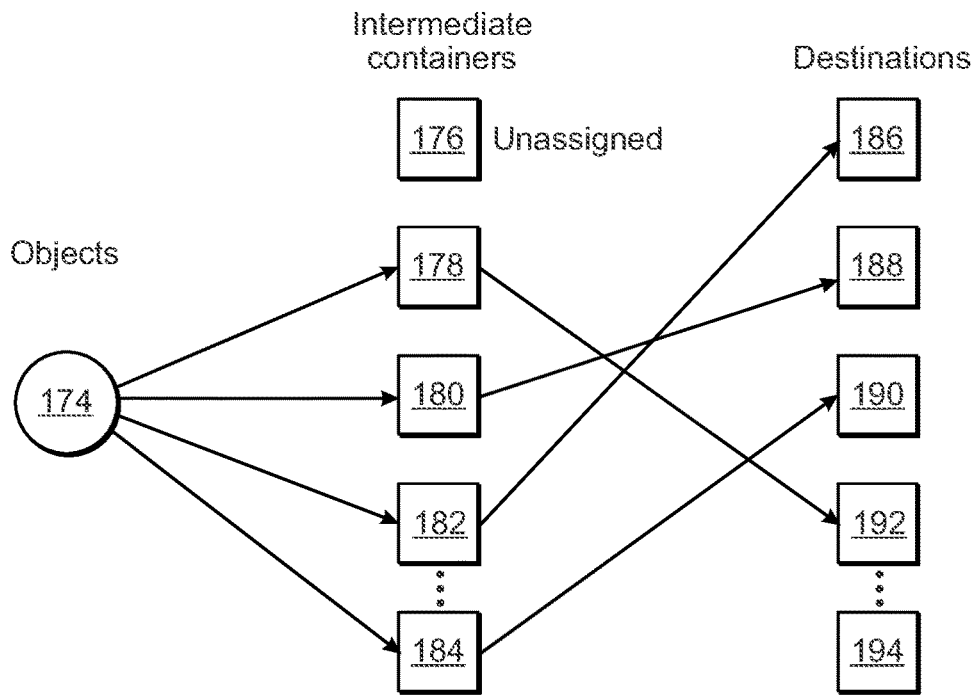 Intermediate
containers
Destinations
176 Unassigned
186
Objects
178
188
174
180
190
182
192
184
194